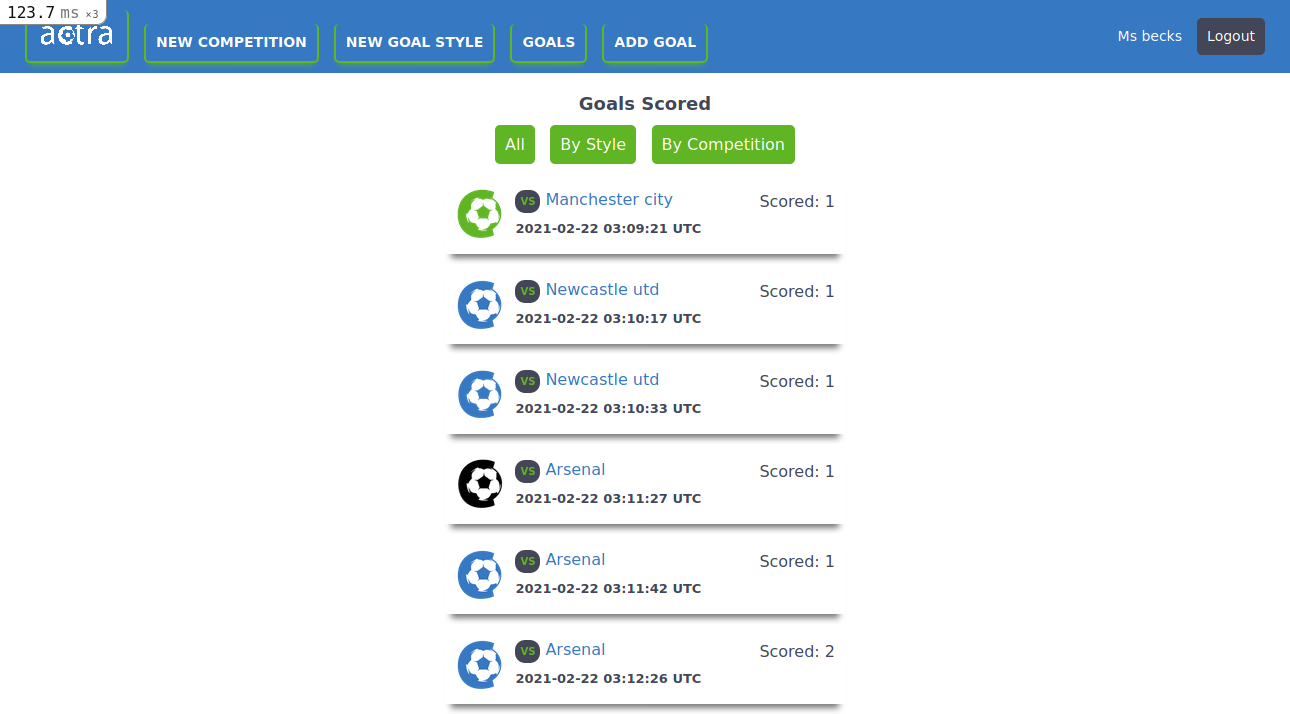 123.7 ms ×3
NEW COMPETITION NEW GOAL STYLE GOALS ADD GOAL Ms becks Logout
Goals Scored
All By Style By Competition
VS Manchester city Scored: 1
2021-02-22 03:09:21 UTC
VS Newcastle utd Scored: 1
2021-02-22 03:10:17 UTC
VS Newcastle utd Scored: 1
2021-02-22 03:10:33 UTC
VS Arsenal Scored: 1
2021-02-22 03:11:27 UTC
VS Arsenal Scored: 1
2021-02-22 03:11:42 UTC
VS Arsenal Scored: 2
2021-02-22 03:12:26 UTC